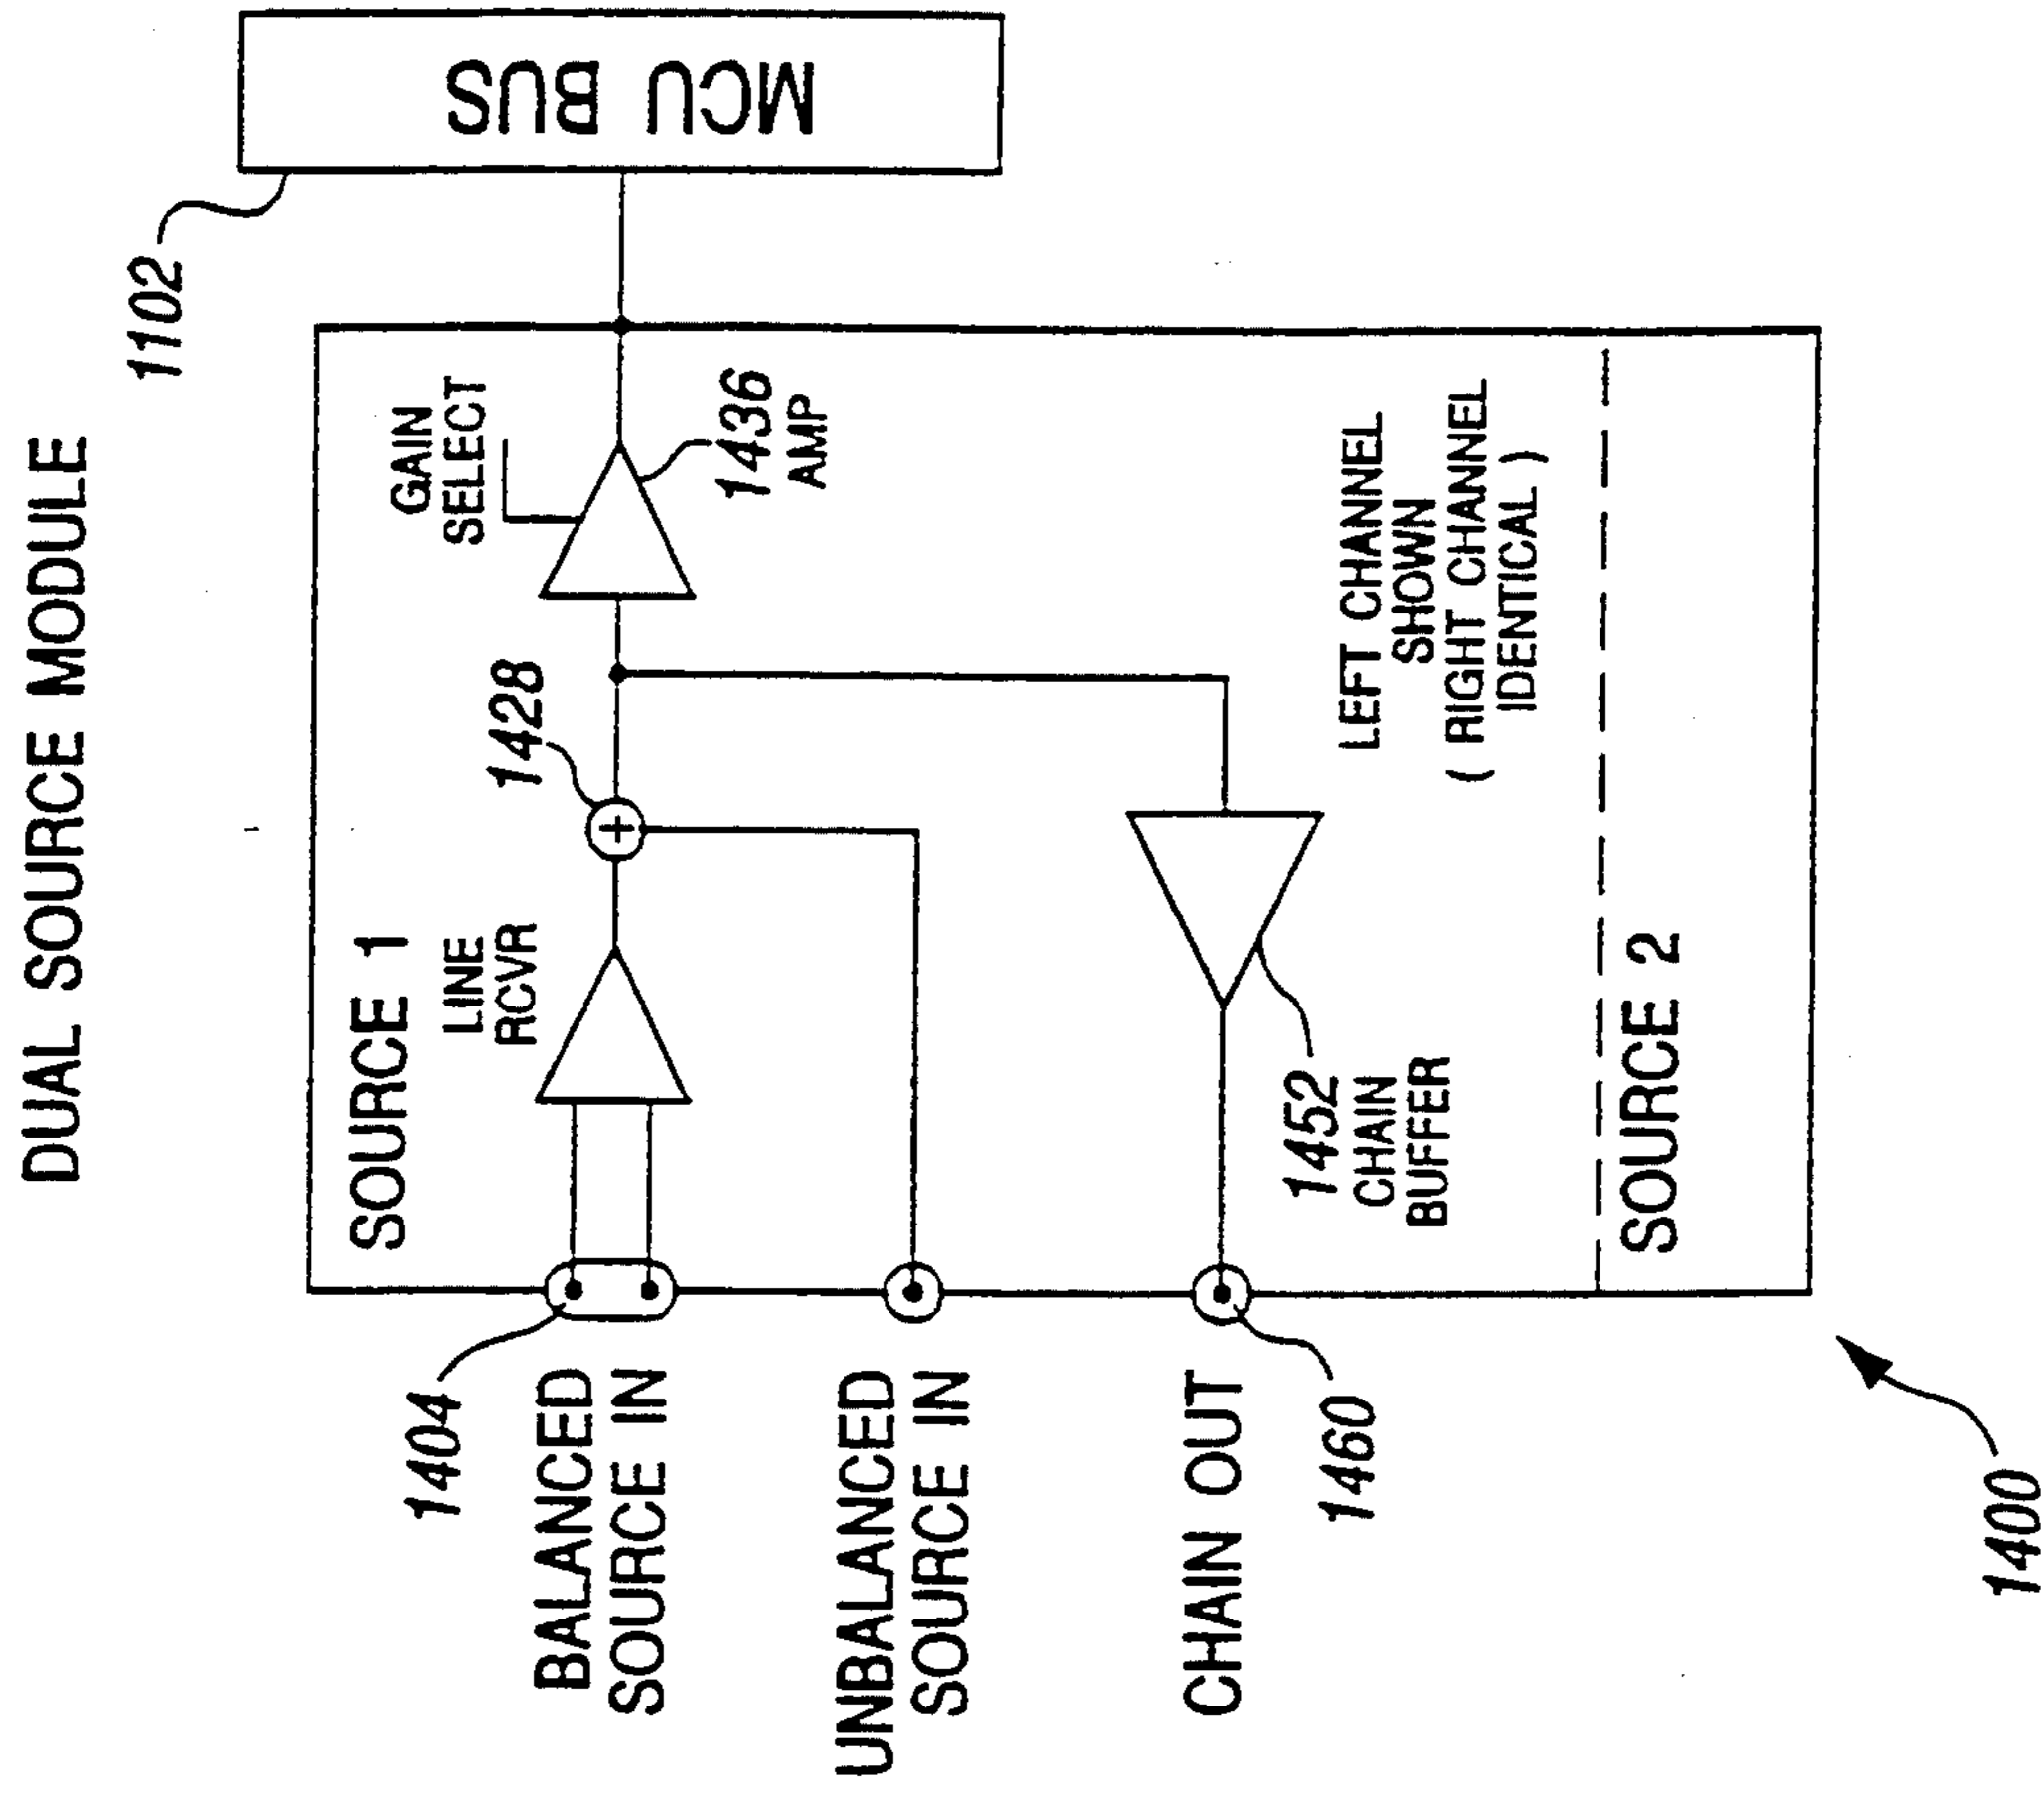 DUAL SOURCE MODULE
1102
MCU BUS
SOURCE 1
GAIN
SELECT
LINE
RCVR
1428
1436
AMP
1404
BALANCED
SOURCE IN
UNBALANCED
SOURCE IN
CHAIN OUT
1460
1452
CHAIN
BUFFER
LEFT CHANNEL
SHOWN
( RIGHT CHANNEL
IDENTICAL )
SOURCE 2
1400